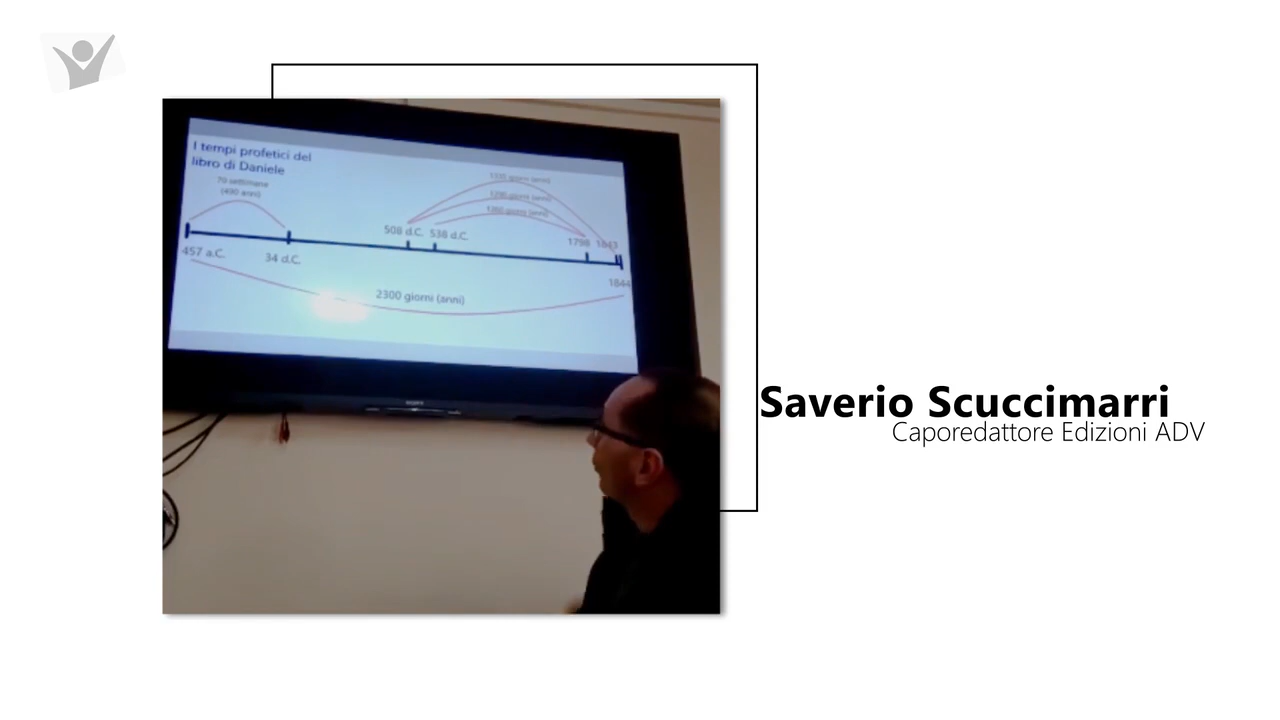 I tempi profetici del
libro di Daniele
70 settimane
(490 anni)
1335 giorni (anni)
1290 giorni (anni)
1260 giorni (anni)
508 d.C. 538 d.C.
1798 1843
457 a.C.
34 d.C.
1844
2300 giorni (anni)
SONY
Saverio Scuccimarri
Caporedattore Edizioni ADV